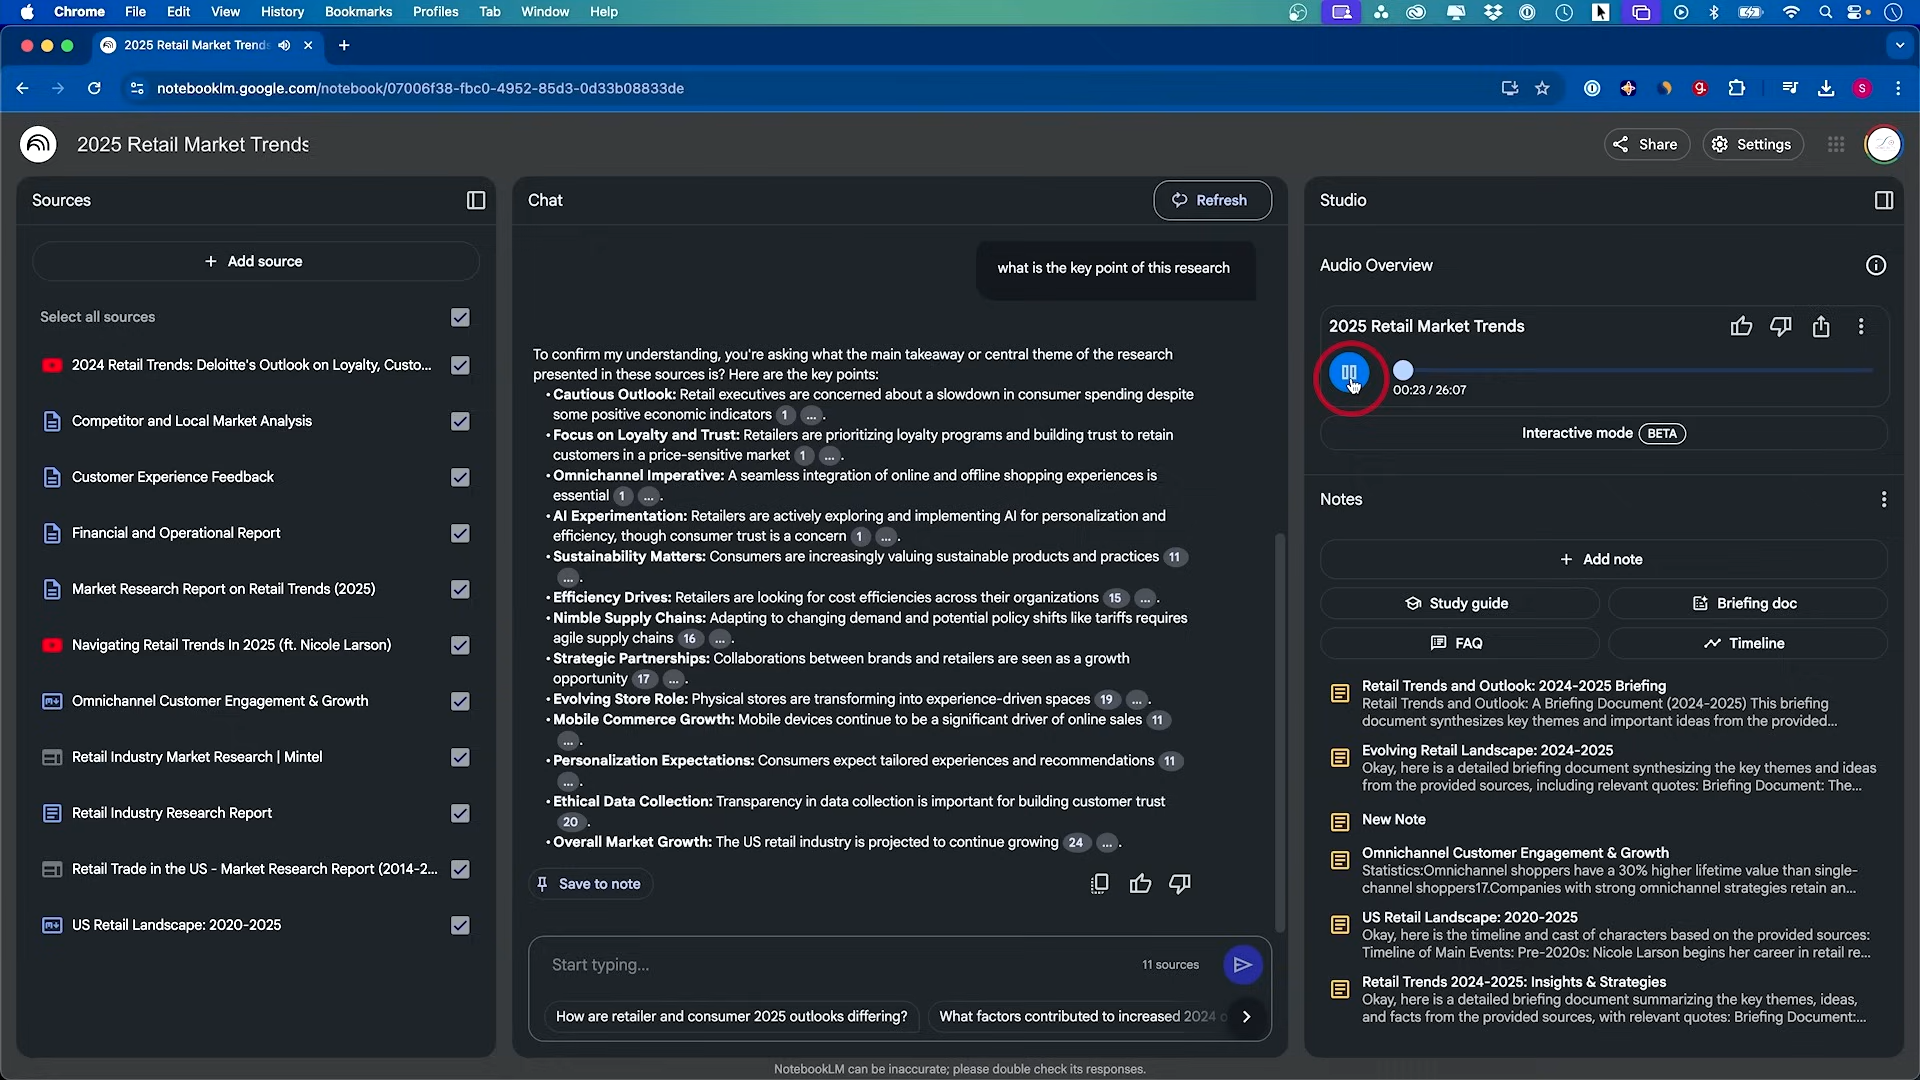 Chrome File Edit View History Bookmarks Profiles Tab Window Help
2025 Retail Market Trends
notebooklm.google.com/notebook/07006f38-fbc0-4952-85d3-0d33b08833de
2025 Retail Market Trends
Share
Settings
Sources
Add source
Select all sources
2024 Retail Trends: Deloitte's Outlook on Loyalty, Custo...
Competitor and Local Market Analysis
Customer Experience Feedback
Financial and Operational Report
Market Research Report on Retail Trends (2025)
Navigating Retail Trends In 2025 (ft. Nicole Larson)
Omnichannel Customer Engagement & Growth
Retail Industry Market Research | Mintel
Retail Industry Research Report
Retail Trade in the US - Market Research Report (2014-2...
US Retail Landscape: 2020-2025
Chat
Refresh
what is the key point of this research
To confirm my understanding, you're asking what the main takeaway or central theme of the research
presented in these sources is? Here are the key points:
• Cautious Outlook: Retail executives are concerned about a slowdown in consumer spending despite
some positive economic indicators 1 ... .
• Focus on Loyalty and Trust: Retailers are prioritizing loyalty programs and building trust to retain
customers in a price-sensitive market 1 ... .
• Omnichannel Imperative: A seamless integration of online and offline shopping experiences is
essential 1 ... .
• AI Experimentation: Retailers are actively exploring and implementing AI for personalization and
efficiency, though consumer trust is a concern 1 ... .
• Sustainability Matters: Consumers are increasingly valuing sustainable products and practices 11
... .
• Efficiency Drives: Retailers are looking for cost efficiencies across their organizations 15 ... .
• Nimble Supply Chains: Adapting to changing demand and potential policy shifts like tariffs requires
agile supply chains 16 ... .
• Strategic Partnerships: Collaborations between brands and retailers are seen as a growth
opportunity 17 ... .
• Evolving Store Role: Physical stores are transforming into experience-driven spaces 19 ... .
• Mobile Commerce Growth: Mobile devices continue to be a significant driver of online sales 11
... .
• Personalization Expectations: Consumers expect tailored experiences and recommendations 11
... .
• Ethical Data Collection: Transparency in data collection is important for building customer trust
20 .
• Overall Market Growth: The US retail industry is projected to continue growing 24 ... .
Save to note
Start typing...
11 sources
How are retailer and consumer 2025 outlooks differing?
What factors contributed to increased 2024 o
NotebookLM can be inaccurate; please double check its responses.
Studio
Audio Overview
2025 Retail Market Trends
00:23 / 26:07
Interactive mode BETA
Notes
Add note
Study guide
Briefing doc
FAQ
Timeline
Retail Trends and Outlook: 2024-2025 Briefing
Retail Trends and Outlook: A Briefing Document (2024-2025) This briefing
document synthesizes key themes and important ideas from the provided...
Evolving Retail Landscape: 2024-2025
Okay, here is a detailed briefing document synthesizing the key themes and ideas
from the provided sources, including relevant quotes: Briefing Document: The...
New Note
Omnichannel Customer Engagement & Growth
Statistics:Omnichannel shoppers have a 30% higher lifetime value than single-
channel shoppers17.Companies with strong omnichannel strategies retain an...
US Retail Landscape: 2020-2025
Okay, here is the timeline and cast of characters based on the provided sources:
Timeline of Main Events: Pre-2020s: Nicole Larson begins her career in retail re...
Retail Trends 2024-2025: Insights & Strategies
Okay, here is a detailed briefing document summarizing the key themes, ideas,
and facts from the provided sources, with relevant quotes: Briefing Document:...